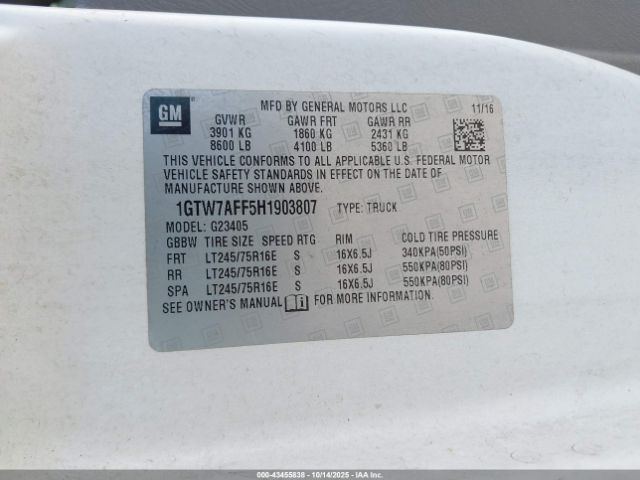 GM
MFD BY GENERAL MOTORS LLC 11/16
GVWR GAWR FRT GAWR RR
3901 KG 1860 KG 2431 KG
8600 LB 4100 LB 5360 LB
THIS VEHICLE CONFORMS TO ALL APPLICABLE U.S. FEDERAL MOTOR
VEHICLE SAFETY STANDARDS IN EFFECT ON THE DATE OF
MANUFACTURE SHOWN ABOVE.
1GTW7AFF5H1903807 TYPE: TRUCK
MODEL: G23405
GBBW TIRE SIZE SPEED RTG RIM COLD TIRE PRESSURE
FRT LT245/75R16E S 16X6.5J 340KPA(50PSI)
RR LT245/75R16E S 16X6.5J 550KPA(80PSI)
SPA LT245/75R16E S 16X6.5J 550KPA(80PSI)
SEE OWNER'S MANUAL FOR MORE INFORMATION.
000-43455838 - 10/14/2025 - IAAI.CA